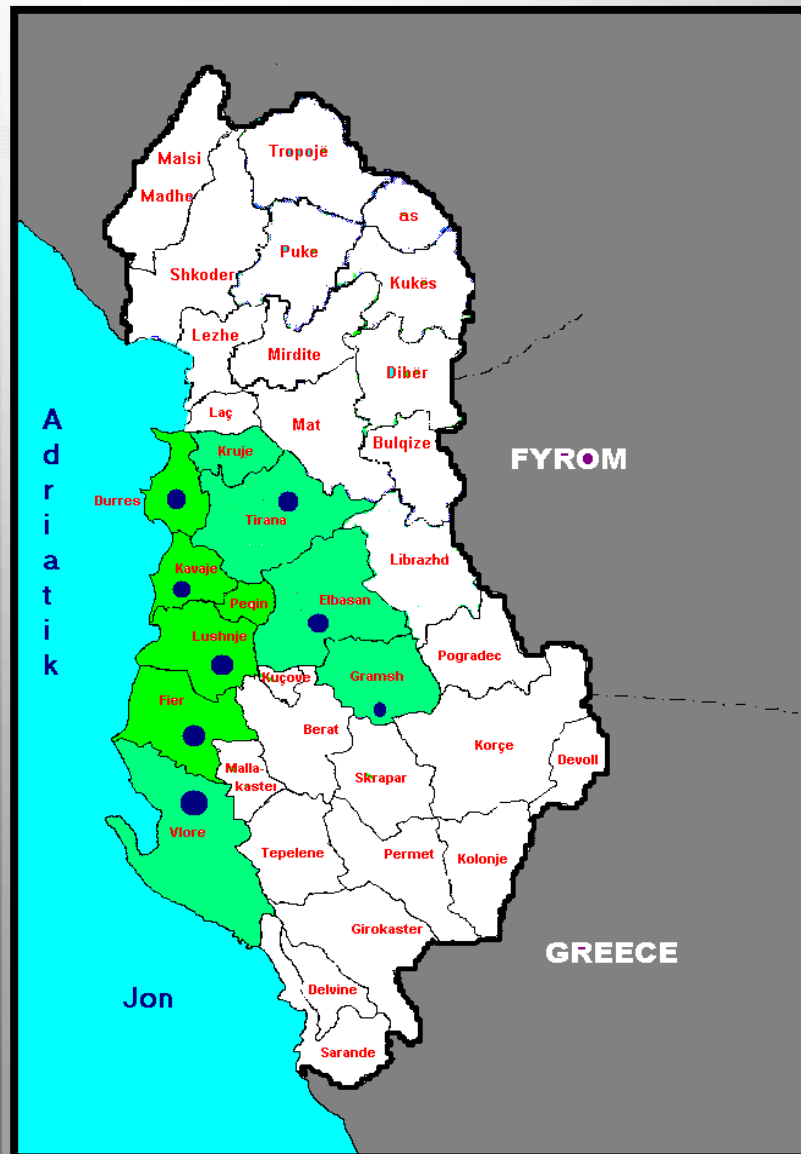 Malsi
Madhe
Tropojë
as
Shkoder
Puke
Kukës
Lezhe
Mirdite
Dibër
Laç
Mat
Kruje
Bulqize
Adriatik
FYROM
Durres
Tirana
Librazhd
Kavaje
Peqin
Elbasan
Lushnje
Pogradec
Kuçove
Gramsh
Fier
Berat
Korçe
Devoll
Malla-
kaster
Skrapar
Vlore
Tepelene
Permet
Kolonje
Girokaster
GREECE
Delvine
Jon
Sarande